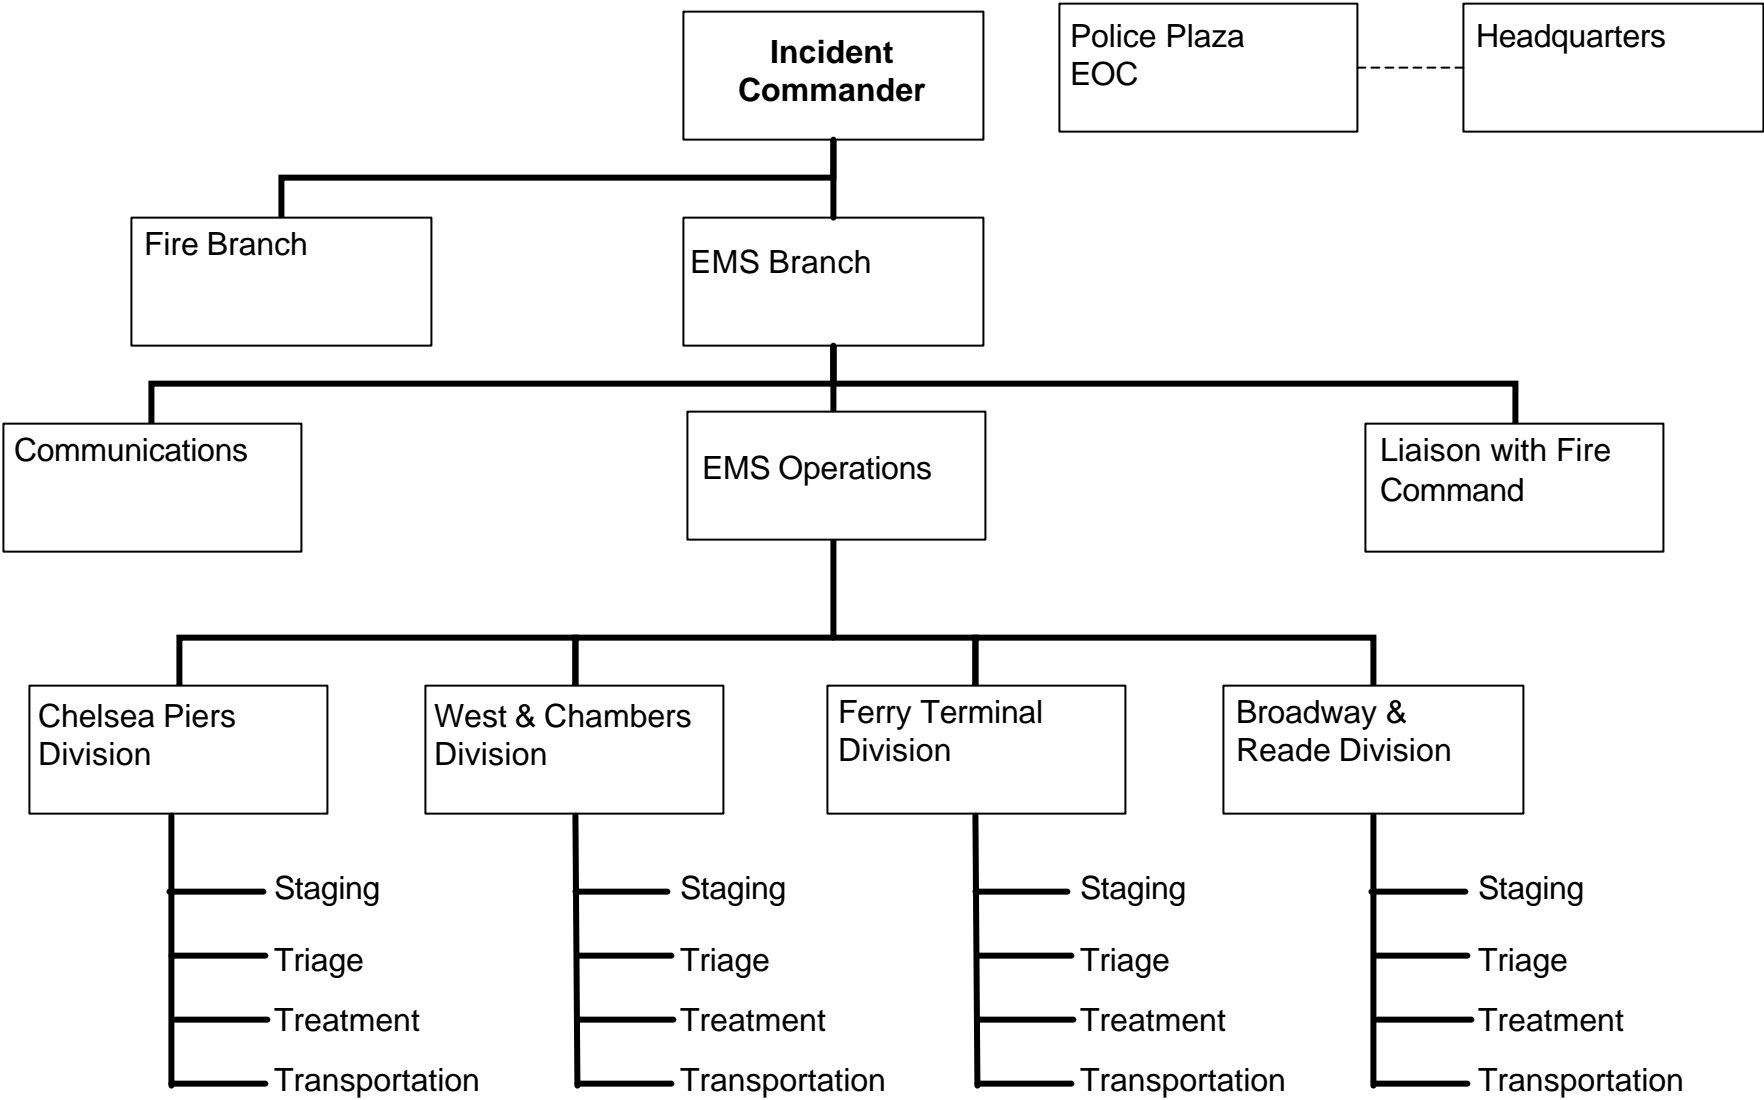 Incident
Commander
Police Plaza
EOC
Headquarters
Fire Branch
EMS Branch
Communications
EMS Operations
Liaison with Fire
Command
Chelsea Piers
Division
West & Chambers
Division
Ferry Terminal
Division
Broadway &
Reade Division
Staging
Triage
Treatment
Transportation
Staging
Triage
Treatment
Transportation
Staging
Triage
Treatment
Transportation
Staging
Triage
Treatment
Transportation